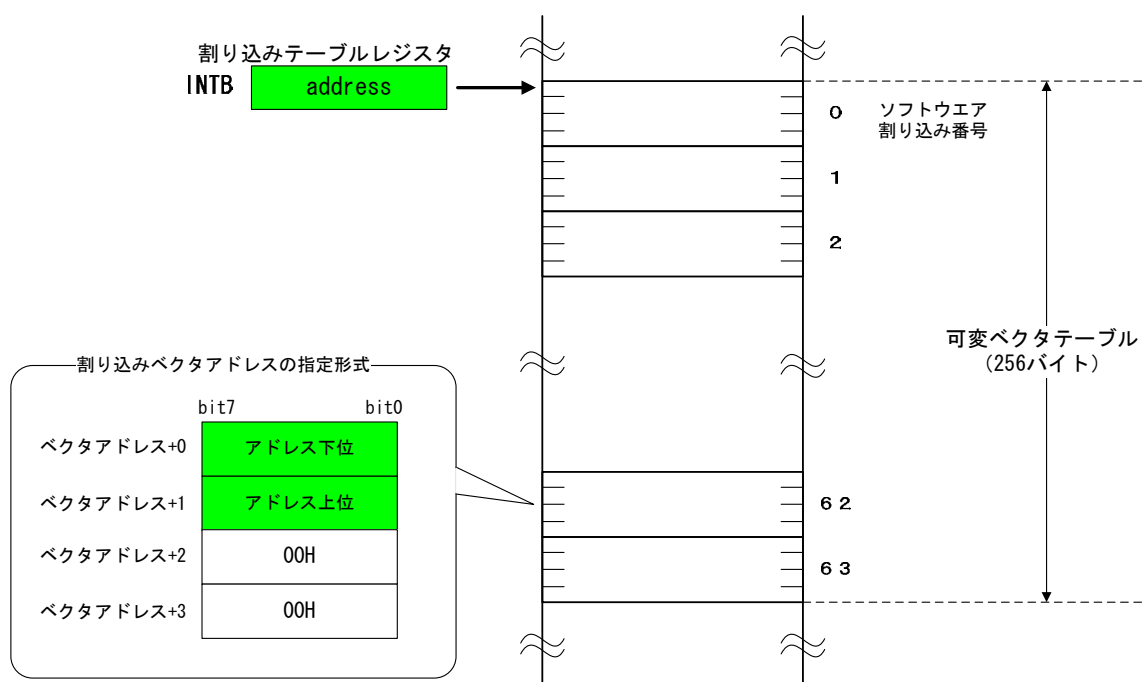 割り込みテーブルレジスタ
INTB
address
0
ソフトウエア
割り込み番号
1
2
可変ベクタテーブル
(256バイト)
割り込みベクタアドレスの指定形式
bit7
bit0
ベクタアドレス+0
アドレス下位
ベクタアドレス+1
アドレス上位
62
ベクタアドレス+2
00H
63
ベクタアドレス+3
00H